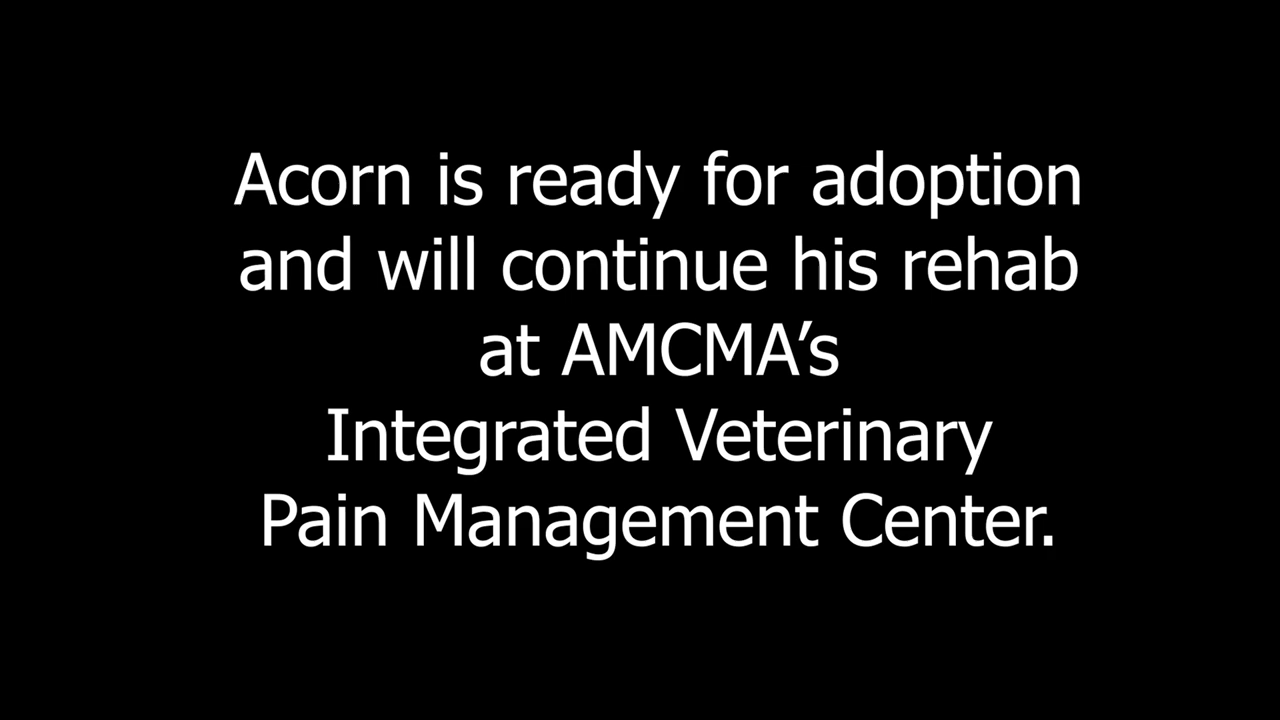 Acorn is ready for adoption
and will continue his rehab
at AMCMA’s
Integrated Veterinary
Pain Management Center.